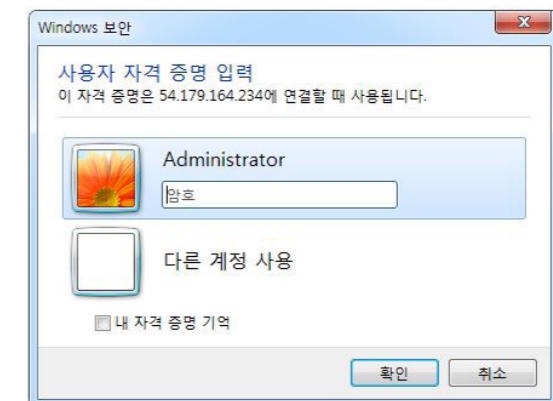 Windows 보안
사용자 자격 증명 입력
이 자격 증명은 54.179.164.234에 연결할 때 사용됩니다.
Administrator
암호
다른 계정 사용
내 자격 증명 기억
확인
취소